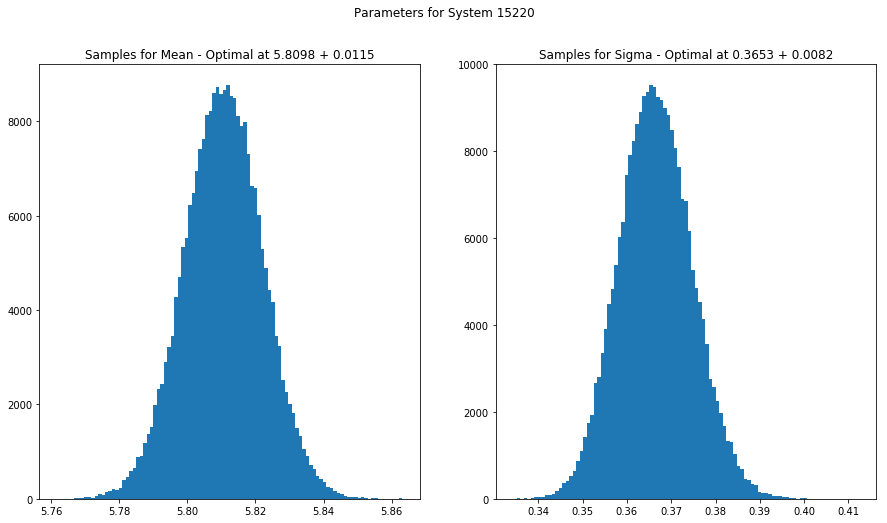 Parameters for System 15220
Samples for Mean - Optimal at 5.8098 + 0.0115
8000
6000
4000
2000
0
5.76 5.78 5.80 5.82 5.84 5.86
Samples for Sigma - Optimal at 0.3653 + 0.0082
10000
8000
6000
4000
2000
0
0.34 0.35 0.36 0.37 0.38 0.39 0.40 0.41